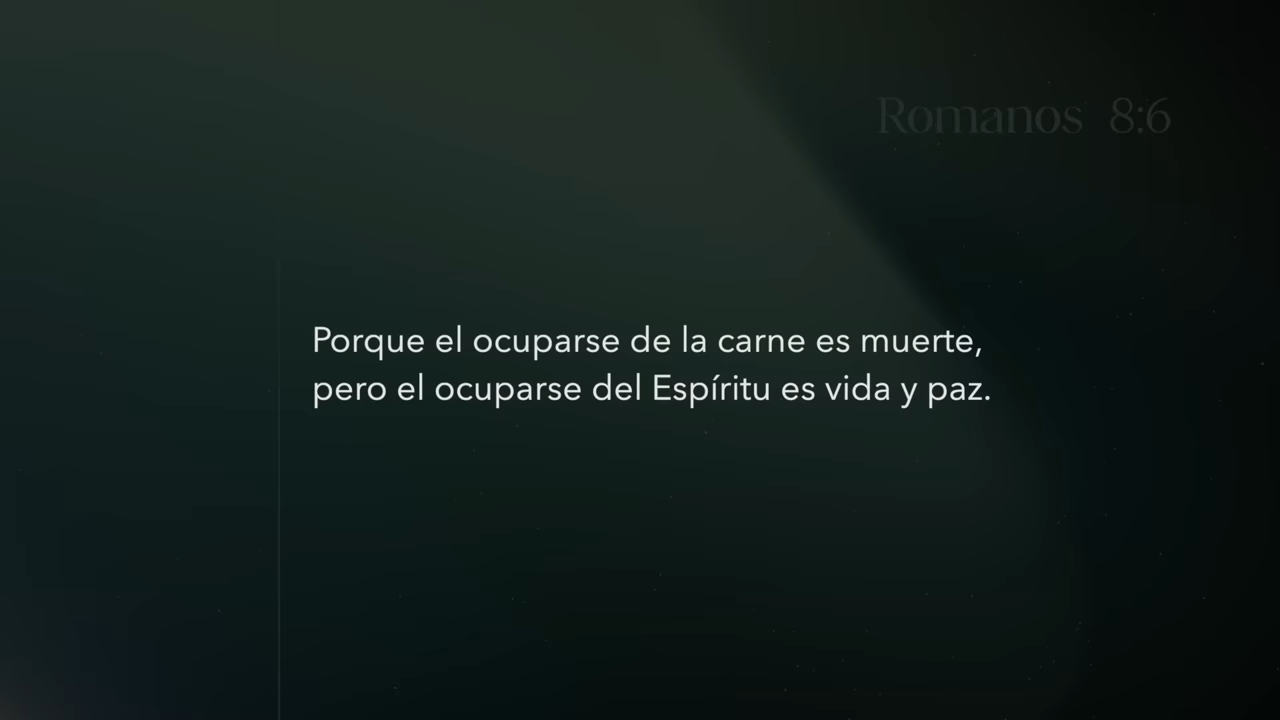 Romanos 8:6
Porque el ocuparse de la carne es muerte,
pero el ocuparse del Espíritu es vida y paz.